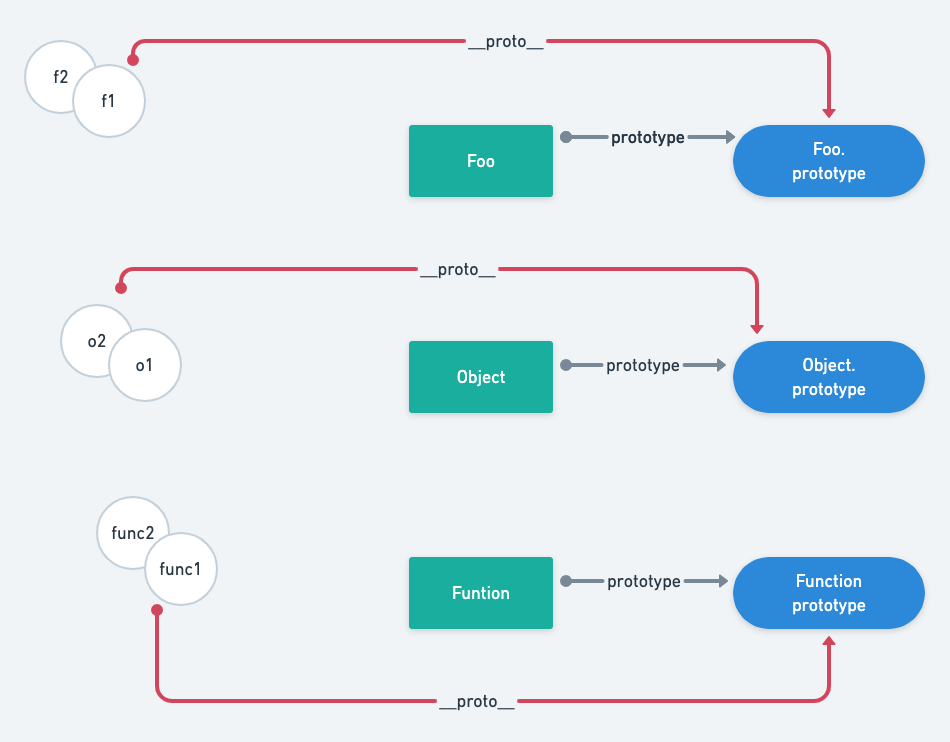 __proto__
f2
f1
prototype
Foo
Foo.
prototype
__proto__
o2
o1
prototype
Object
Object.
prototype
func2
func1
prototype
Funtion
Function
prototype
__proto__